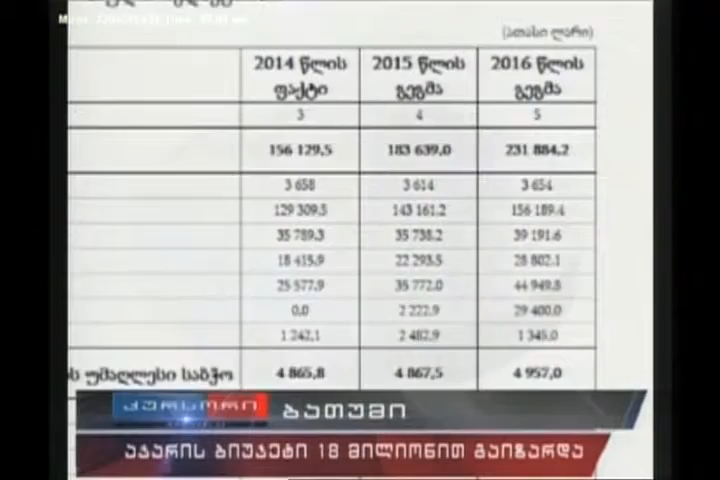 (ათასი ლარი)
2014 წლის 2015 წლის 2016 წლის
ფაქტი გეგმა გეგმა
3 4 5
156 129,5 183 639,0 231 884,2
3 658 3 614 3 654
129 309.5 143 161.2 156 189.4
35 789.3 35 738.2 39 191.6
18 415.9 22 293.5 28 802.1
25 577.9 35 772.0 44 949.8
0.0 2 222.9 29 400.0
1 242.1 2 482.9 1 345.0
ს უმაღლესი საბჭო 4 865,8 4 867,5 4 957,0
კურსორი ბათუმი
აჭარის ბიუჯეტი 18 მილიონით გაიზარდა